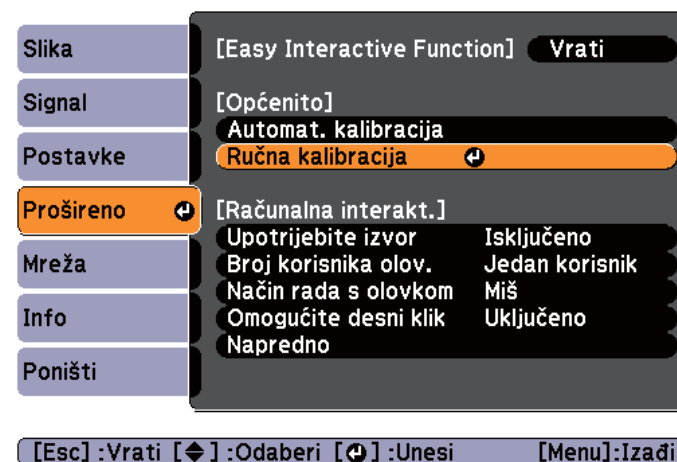 Slika
Signal
Postavke
Prošireno
Mreža
Info
Poništi
[Easy Interactive Function] Vrati
[Općenito]
Automat. kalibracija
Ručna kalibracija
[Računalna interakt.]
Upotrijebite izvor Isključeno
Broj korisnika olov. Jedan korisnik
Način rada s olovkom Miš
Omogućite desni klik Uključeno
Napredno
[Esc] :Vrati [◆] :Odaberi [↵] :Unesi [Menu]:Izađi